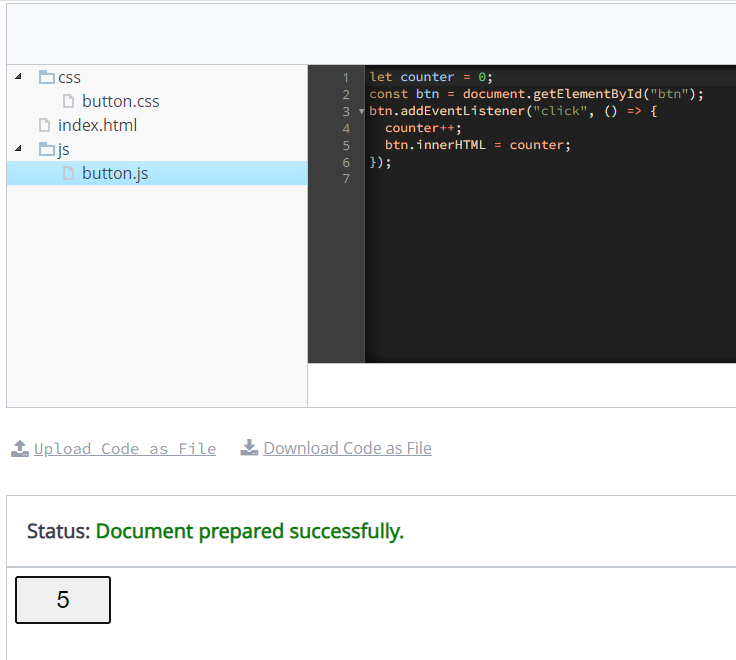 css
button.css
index.html
js
button.js
1 let counter = 0;
2 const btn = document.getElementById("btn");
3 btn.addEventListener("click", () => {
4   counter++;
5   btn.innerHTML = counter;
6 });
7
Upload Code as File Download Code as File
Status: Document prepared successfully.
5